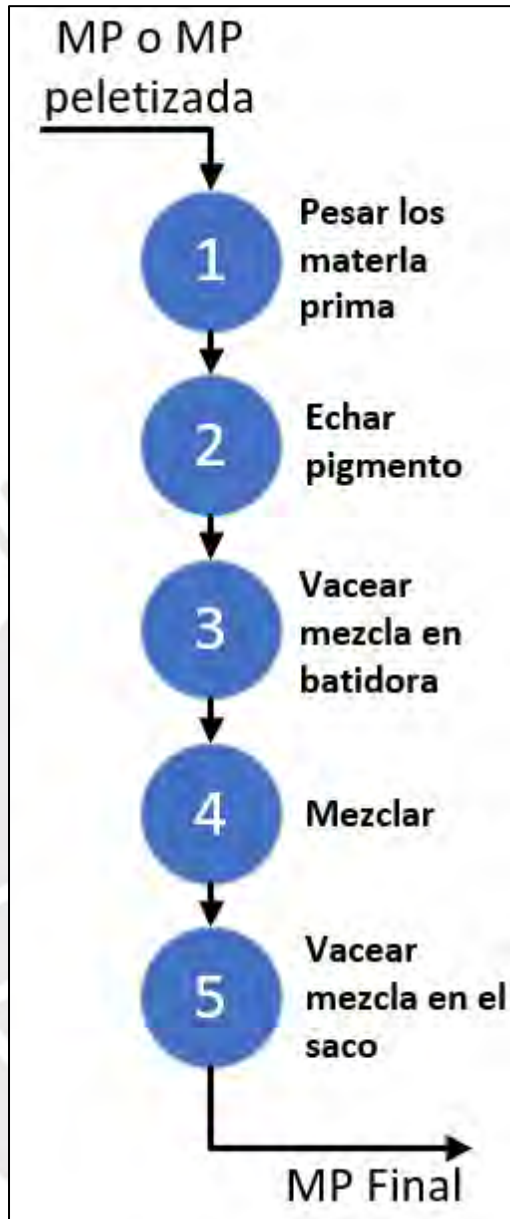 MP o MP
peletizada
1
Pesar los
materla
prima
2
Echar
pigmento
3
Vacear
mezcla en
batidora
4
Mezclar
5
Vacear
mezcla en el
saco
MP Final